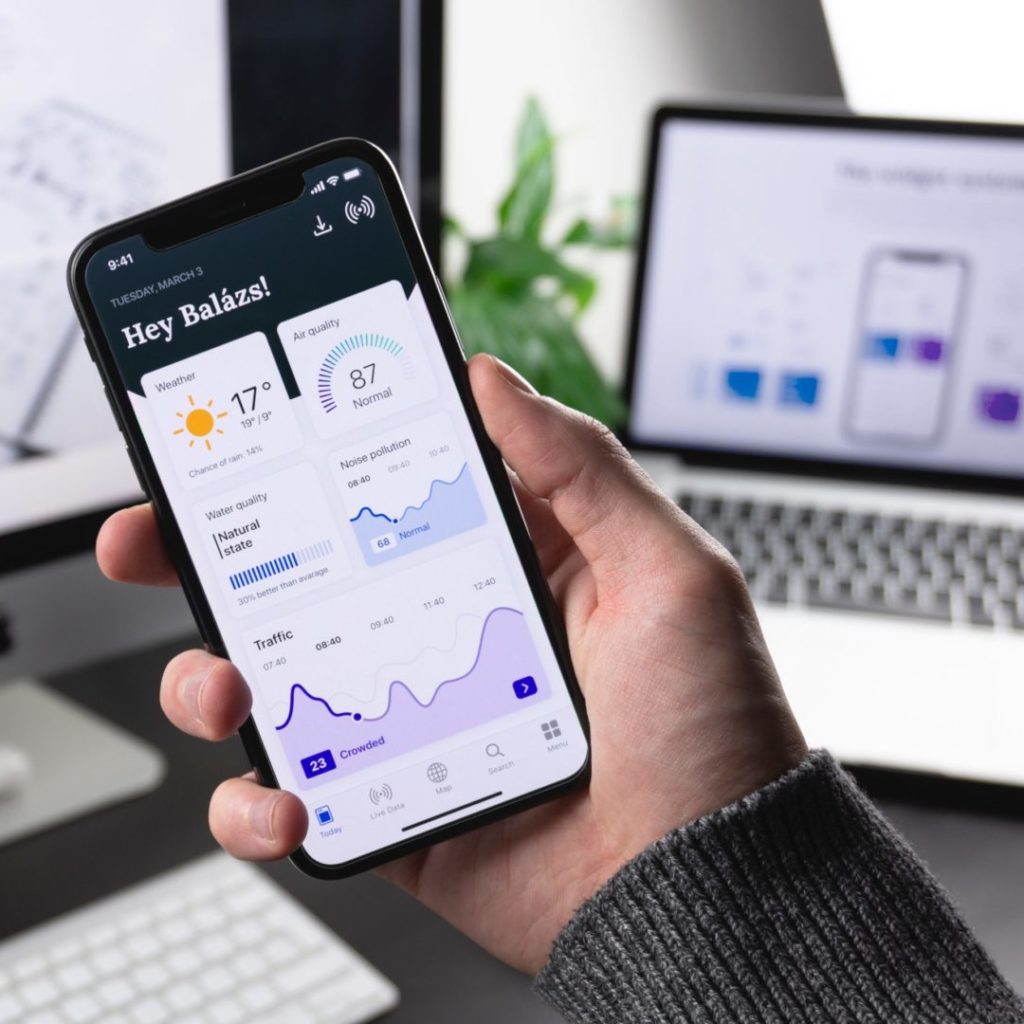 9:41
TUESDAY, MARCH 3
Hey Balázs!
Weather
17°
19° / 9°
Chance of rain: 14%
Air quality
87
Normal
Water quality
Natural
state
30% better than avarage
Noise pollution
08:40 09:40 10:40
68 Normal
Traffic
07:40 08:40 09:40 11:40 12:40
23 Crowded
Today
Live Data
Map
Search
Menu